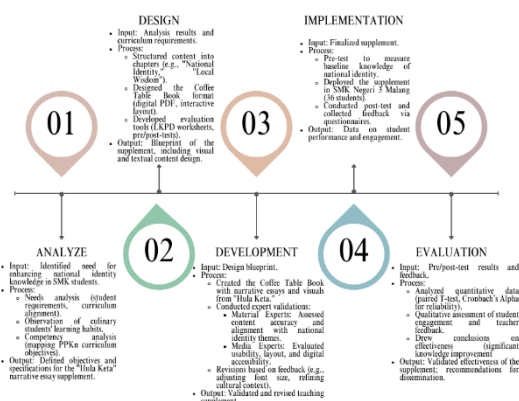 DESIGN
• Input: Analysis results and
curriculum requirements.
• Process:
○ Structured content into
chapters (e.g., "National
Identity," "Local
Wisdom").
○ Designed the Coffee
Table Book format
(digital PDF, interactive
layout).
○ Developed evaluation
tools (LKPD worksheets,
pre/post-tests).
• Output: Blueprint of the
supplement, including visual
and textual content design.
IMPLEMENTATION
• Input: Finalized supplement.
• Process:
○ Pre-test to measure
baseline knowledge of
national identity.
○ Deployed the supplement
in SMK Negeri 3 Malang
(36 students).
○ Conducted post-test and
collected feedback via
questionnaires.
• Output: Data on student
performance and engagement.
01
03
05
02
04
ANALYZE
• Input: Identified need for
enhancing national identity
knowledge in SMK students.
• Process:
○ Needs analysis (student
requirements, curriculum
alignment).
○ Observation of culinary
students' learning habits.
○ Competency analysis
(mapping PPKn curriculum
objectives).
• Output: Defined objectives and
specifications for the "Hula Keta"
narrative essay supplement.
DEVELOPMENT
Input: Design blueprint.
• Process:
○ Created the Coffee Table Book
with narrative essays and visuals
from "Hula Keta."
○ Conducted expert validations:
▪ Material Experts: Assessed
content accuracy and
alignment with national
identity themes.
▪ Media Experts: Evaluated
usability, layout, and digital
accessibility.
○ Revisions based on feedback (e.g.,
adjusting font size, refining
cultural context).
• Output: Validated and revised teaching
supplement.
EVALUATION
• Input: Pre/post-test results and
feedback.
• Process:
○ Analyzed quantitative data
(paired T-test, Cronbach's Alpha
for reliability).
○ Qualitative assessment of student
engagement and teacher
feedback.
○ Drew conclusions on
effectiveness (significant
knowledge improvement
• Output: Validated effectiveness of the
supplement; recommendations for
dissemination.